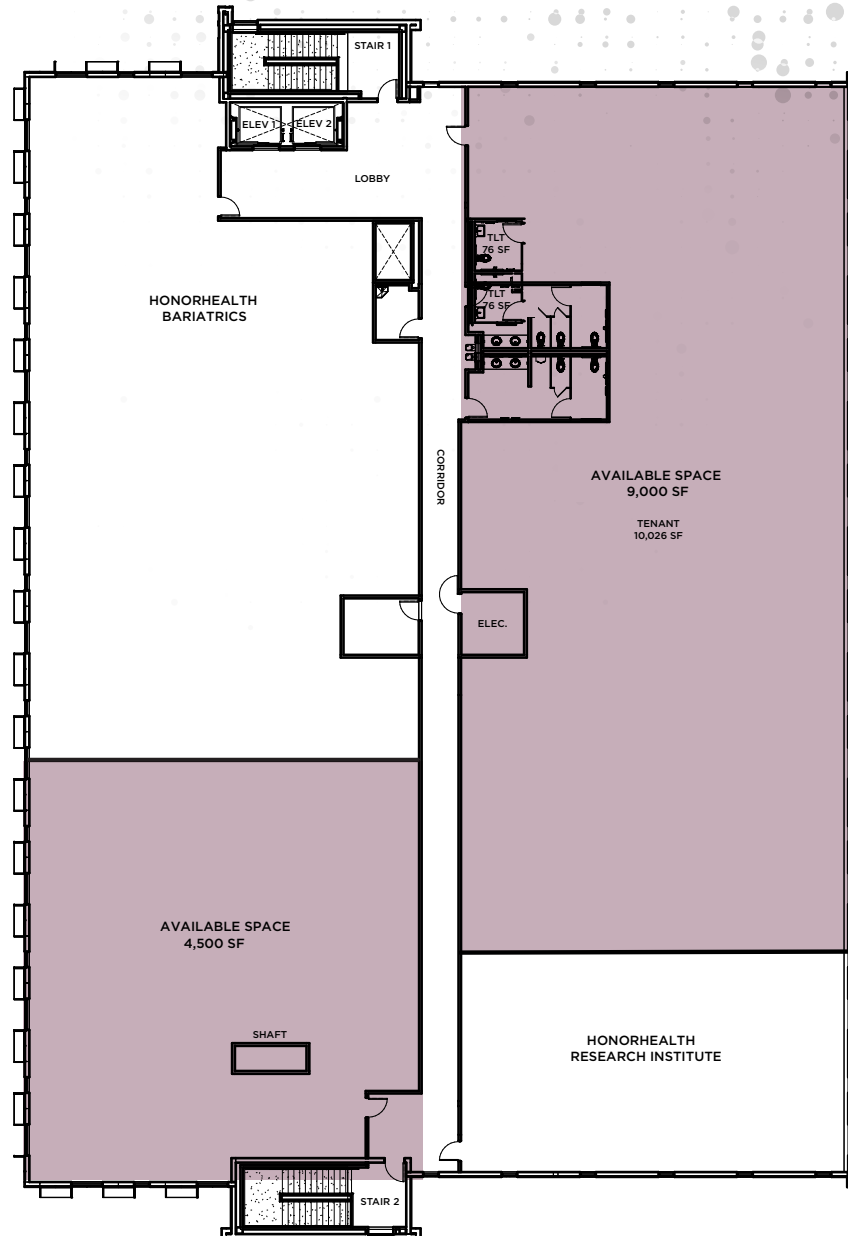 STAIR 1
ELEV 1
ELEV 2
LOBBY
TLT
76 SF
TLT
76 SF
HONORHEALTH
BARIATRICS
CORRIDOR
AVAILABLE SPACE
9,000 SF
TENANT
10,026 SF
ELEC.
AVAILABLE SPACE
4,500 SF
SHAFT
HONORHEALTH
RESEARCH INSTITUTE
STAIR 2